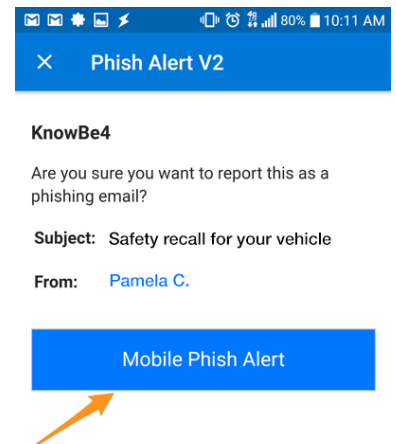 80% 10:11 AM
Phish Alert V2
KnowBe4
Are you sure you want to report this as a
phishing email?
Subject: Safety recall for your vehicle
From: Pamela C.
Mobile Phish Alert